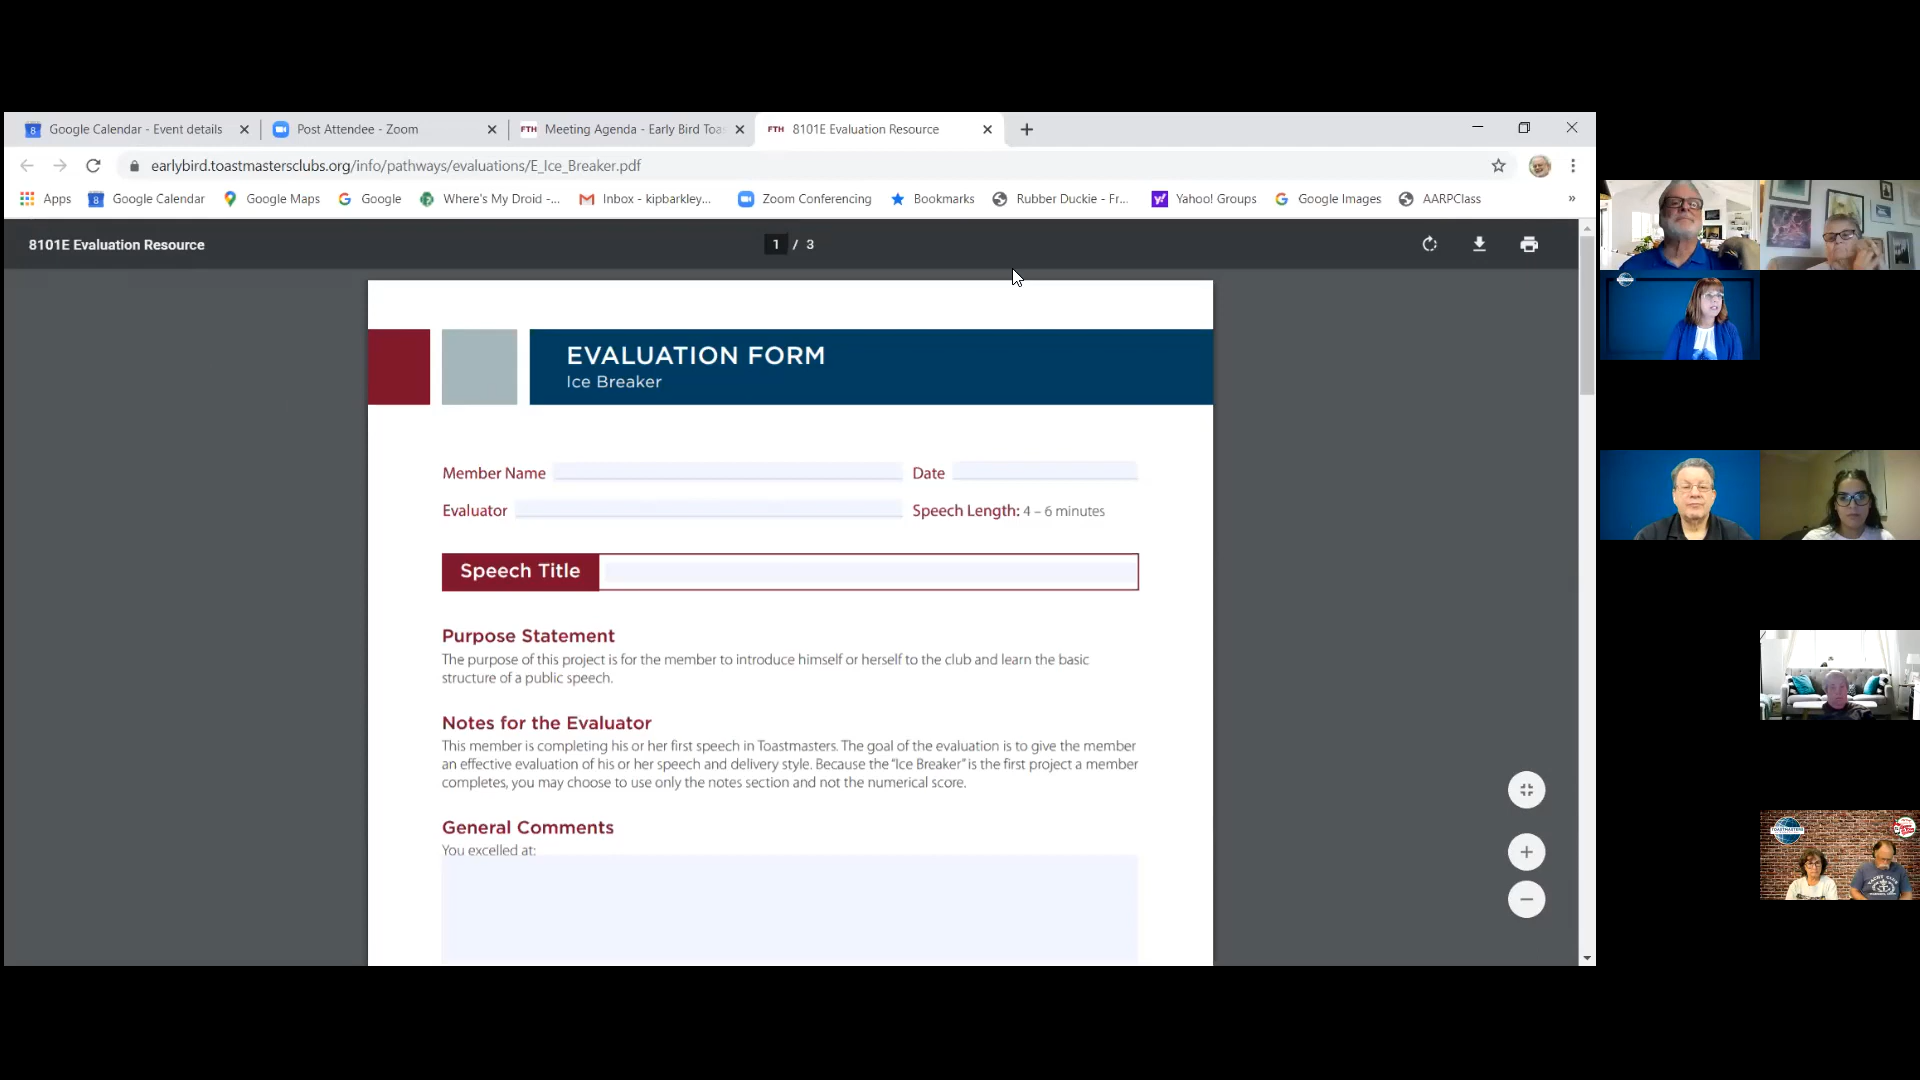 Google Calendar - Event details
Post Attendee - Zoom
FTH Meeting Agenda - Early Bird Toa
FTH 8101E Evaluation Resource
earlybird.toastmastersclubs.org/info/pathways/evaluations/E_Ice_Breaker.pdf
Apps
8 Google Calendar
Google Maps
Google
Where's My Droid -...
Inbox - kipbarkley...
Zoom Conferencing
Bookmarks
Rubber Duckie - Fr...
Yahoo! Groups
Google Images
AARPClass
»
8101E Evaluation Resource
1 / 3
EVALUATION FORM
Ice Breaker
Member Name
Date
Evaluator
Speech Length: 4 – 6 minutes
Speech Title
Purpose Statement
The purpose of this project is for the member to introduce himself or herself to the club and learn the basic
structure of a public speech.
Notes for the Evaluator
This member is completing his or her first speech in Toastmasters. The goal of the evaluation is to give the member
an effective evaluation of his or her speech and delivery style. Because the “Ice Breaker” is the first project a member
completes, you may choose to use only the notes section and not the numerical score.
General Comments
You excelled at:
TOASTMASTERS
YACHT CLUB